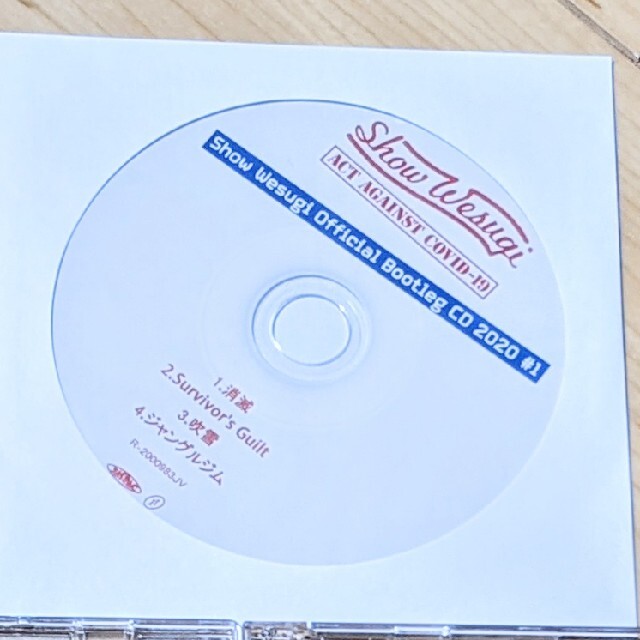 Show Wesugi
ACT AGAINST COVID-19
Show Wesugi Official Bootleg CD 2020 #1
1.消滅
2.Survivor's Guilt
3.吹雪
4.ジャングルジム